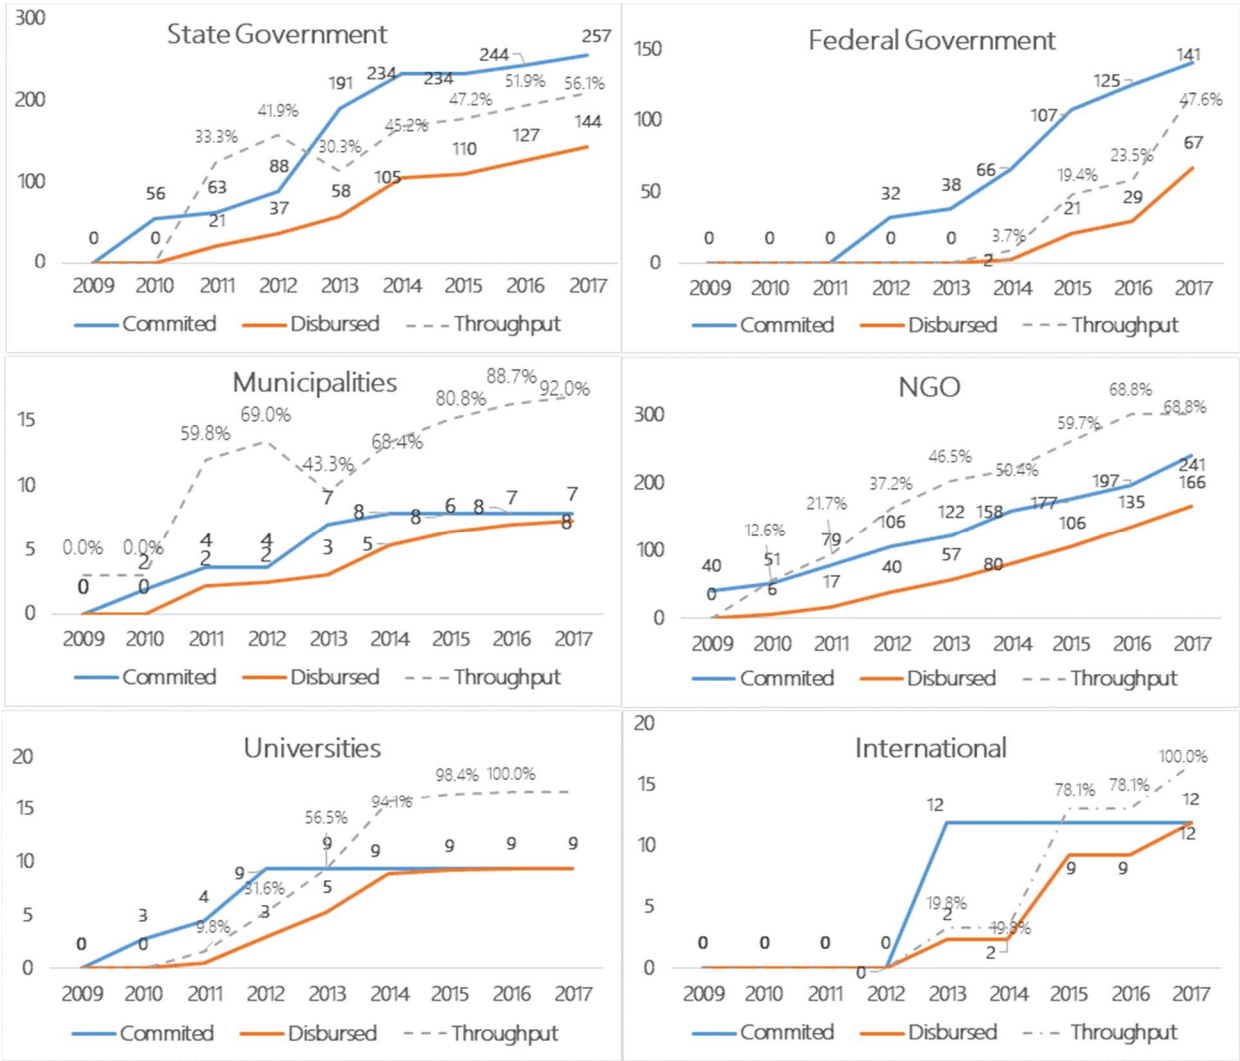 State Government
300
200
100
0
0 56 63 88 191 234 234 244 257
0 21 37 58 105 110 127 144
33.3% 41.9% 30.3% 45.2% 47.2% 51.9% 56.1%
2009 2010 2011 2012 2013 2014 2015 2016 2017
Commited Disbursed Throughput
Federal Government
150
100
50
0
0 0 0 32 38 66 107 125 141
0 0 2 21 29 67
3.7% 19.4% 23.5% 47.6%
2009 2010 2011 2012 2013 2014 2015 2016 2017
Commited Disbursed Throughput
Municipalities
15
10
5
0
0.0% 0.0% 59.8% 69.0% 43.3% 68.4% 80.8% 88.7% 92.0%
0 2 4 4 7 8 8 8 7 7
0 0 2 2 3 5 6 8
2009 2010 2011 2012 2013 2014 2015 2016 2017
Commited Disbursed Throughput
NGO
300
200
100
0
12.6% 21.7% 37.2% 46.5% 50.4% 59.7% 68.8% 68.8%
40 51 79 106 122 158 177 197 241
0 6 17 40 57 80 106 135 166
2009 2010 2011 2012 2013 2014 2015 2016 2017
Commited Disbursed Throughput
Universities
20
15
10
5
0
9.8% 31.6% 56.5% 94.1% 98.4% 100.0%
0 3 4 9 9 9 9 9 9
0 0 3 5
2009 2010 2011 2012 2013 2014 2015 2016 2017
Commited Disbursed Throughput
International
20
15
10
5
0
19.8% 19.8% 78.1% 78.1% 100.0%
0 0 0 0 12 12
0 2 2 9 9 12
2009 2010 2011 2012 2013 2014 2015 2016 2017
Commited Disbursed Throughput